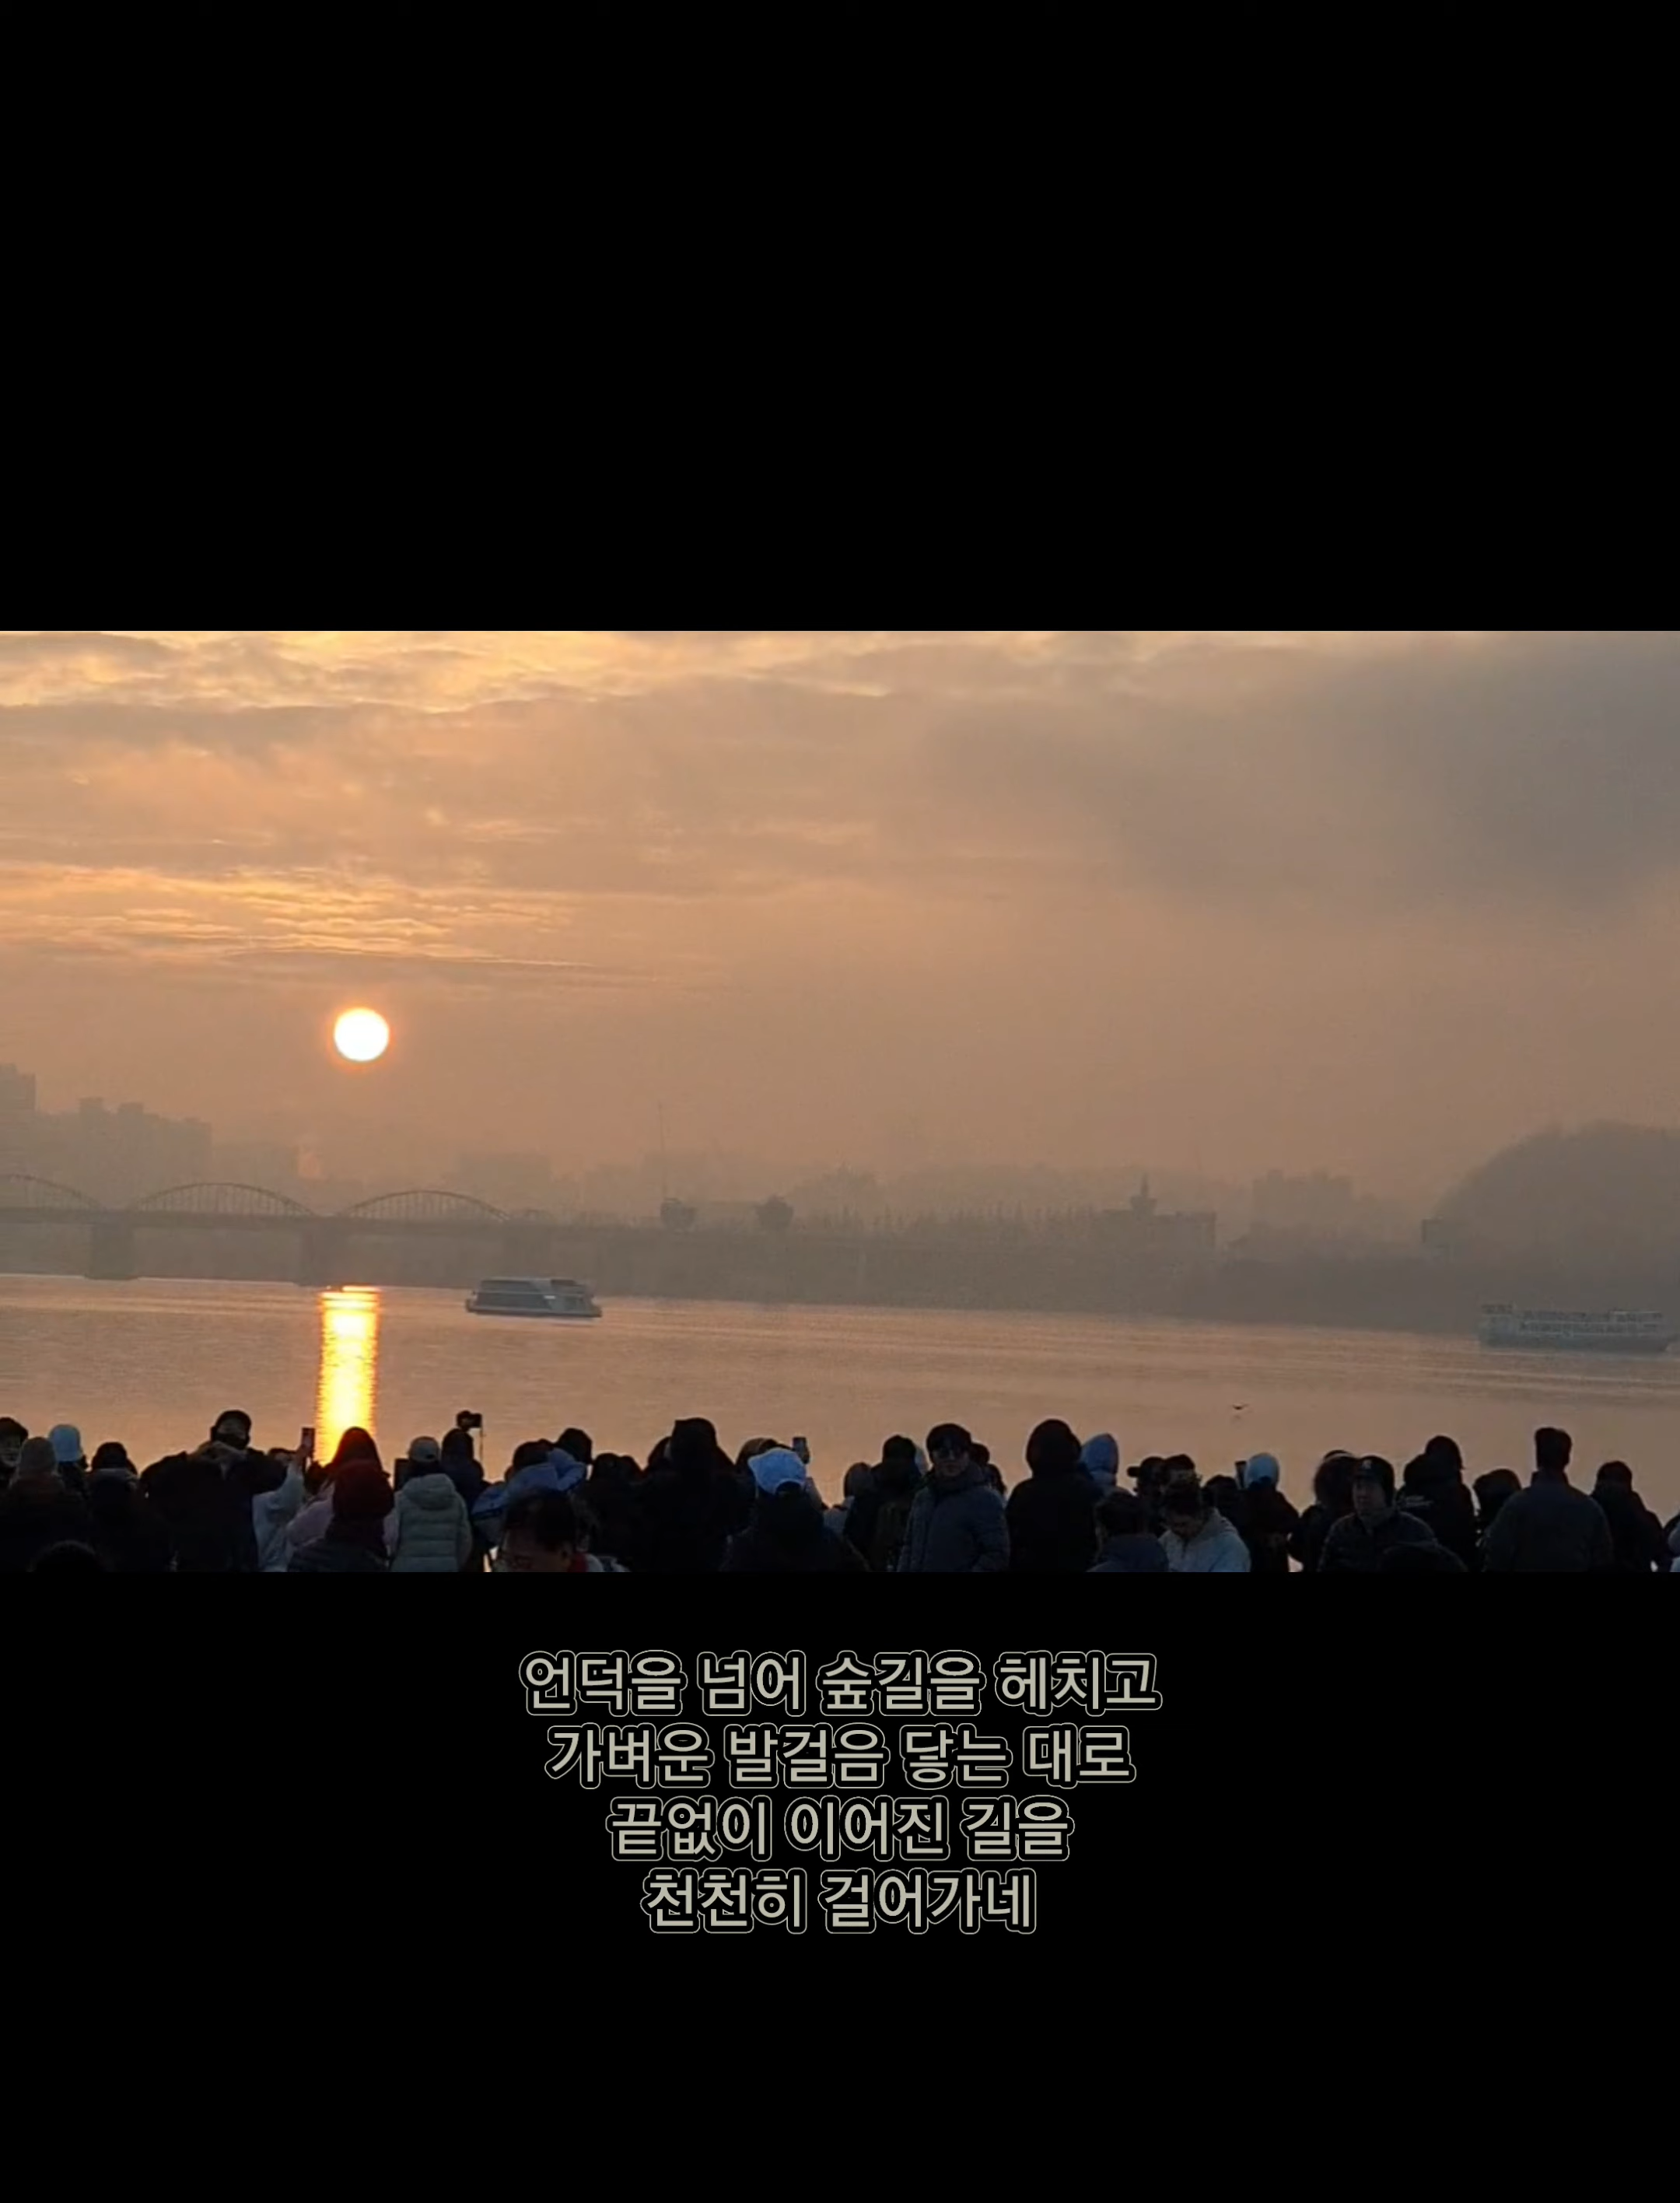 언덕을 넘어 숲길을 헤치고
가벼운 발걸음 닿는 대로
끝없이 이어진 길을
천천히 걸어가네